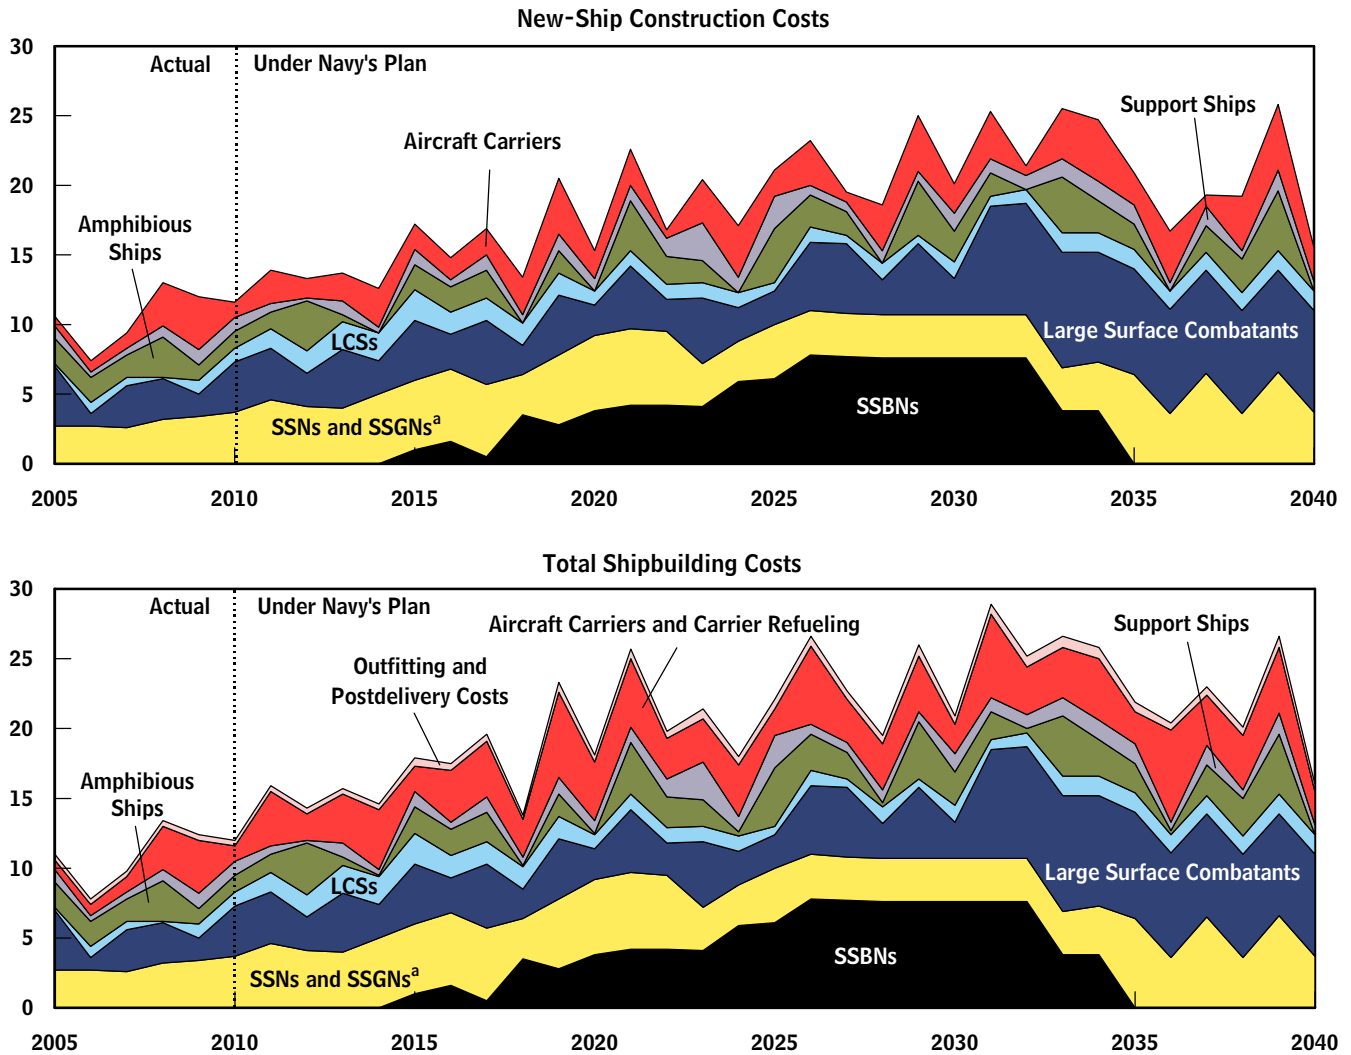 New-Ship Construction Costs
30
Actual
Under Navy's Plan
25
Support Ships
Aircraft Carriers
20
Amphibious
Ships
15
10
LCSs
Large Surface Combatants
5
SSNs and SSGNsᵃ
SSBNs
0
2005 2010 2015 2020 2025 2030 2035 2040
Total Shipbuilding Costs
30
Actual
Under Navy's Plan
Aircraft Carriers and Carrier Refueling
Support Ships
25
Outfitting and
Postdelivery Costs
20
Amphibious
Ships
15
10
LCSs
Large Surface Combatants
5
SSNs and SSGNsᵃ
SSBNs
0
2005 2010 2015 2020 2025 2030 2035 2040